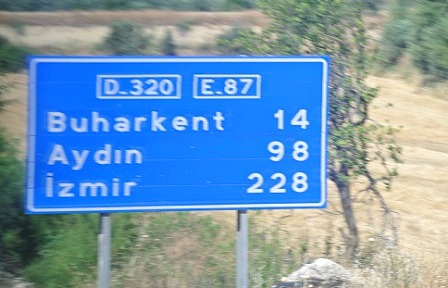 D.320 E.87
Buharkent 14
Aydın 98
İzmir 228